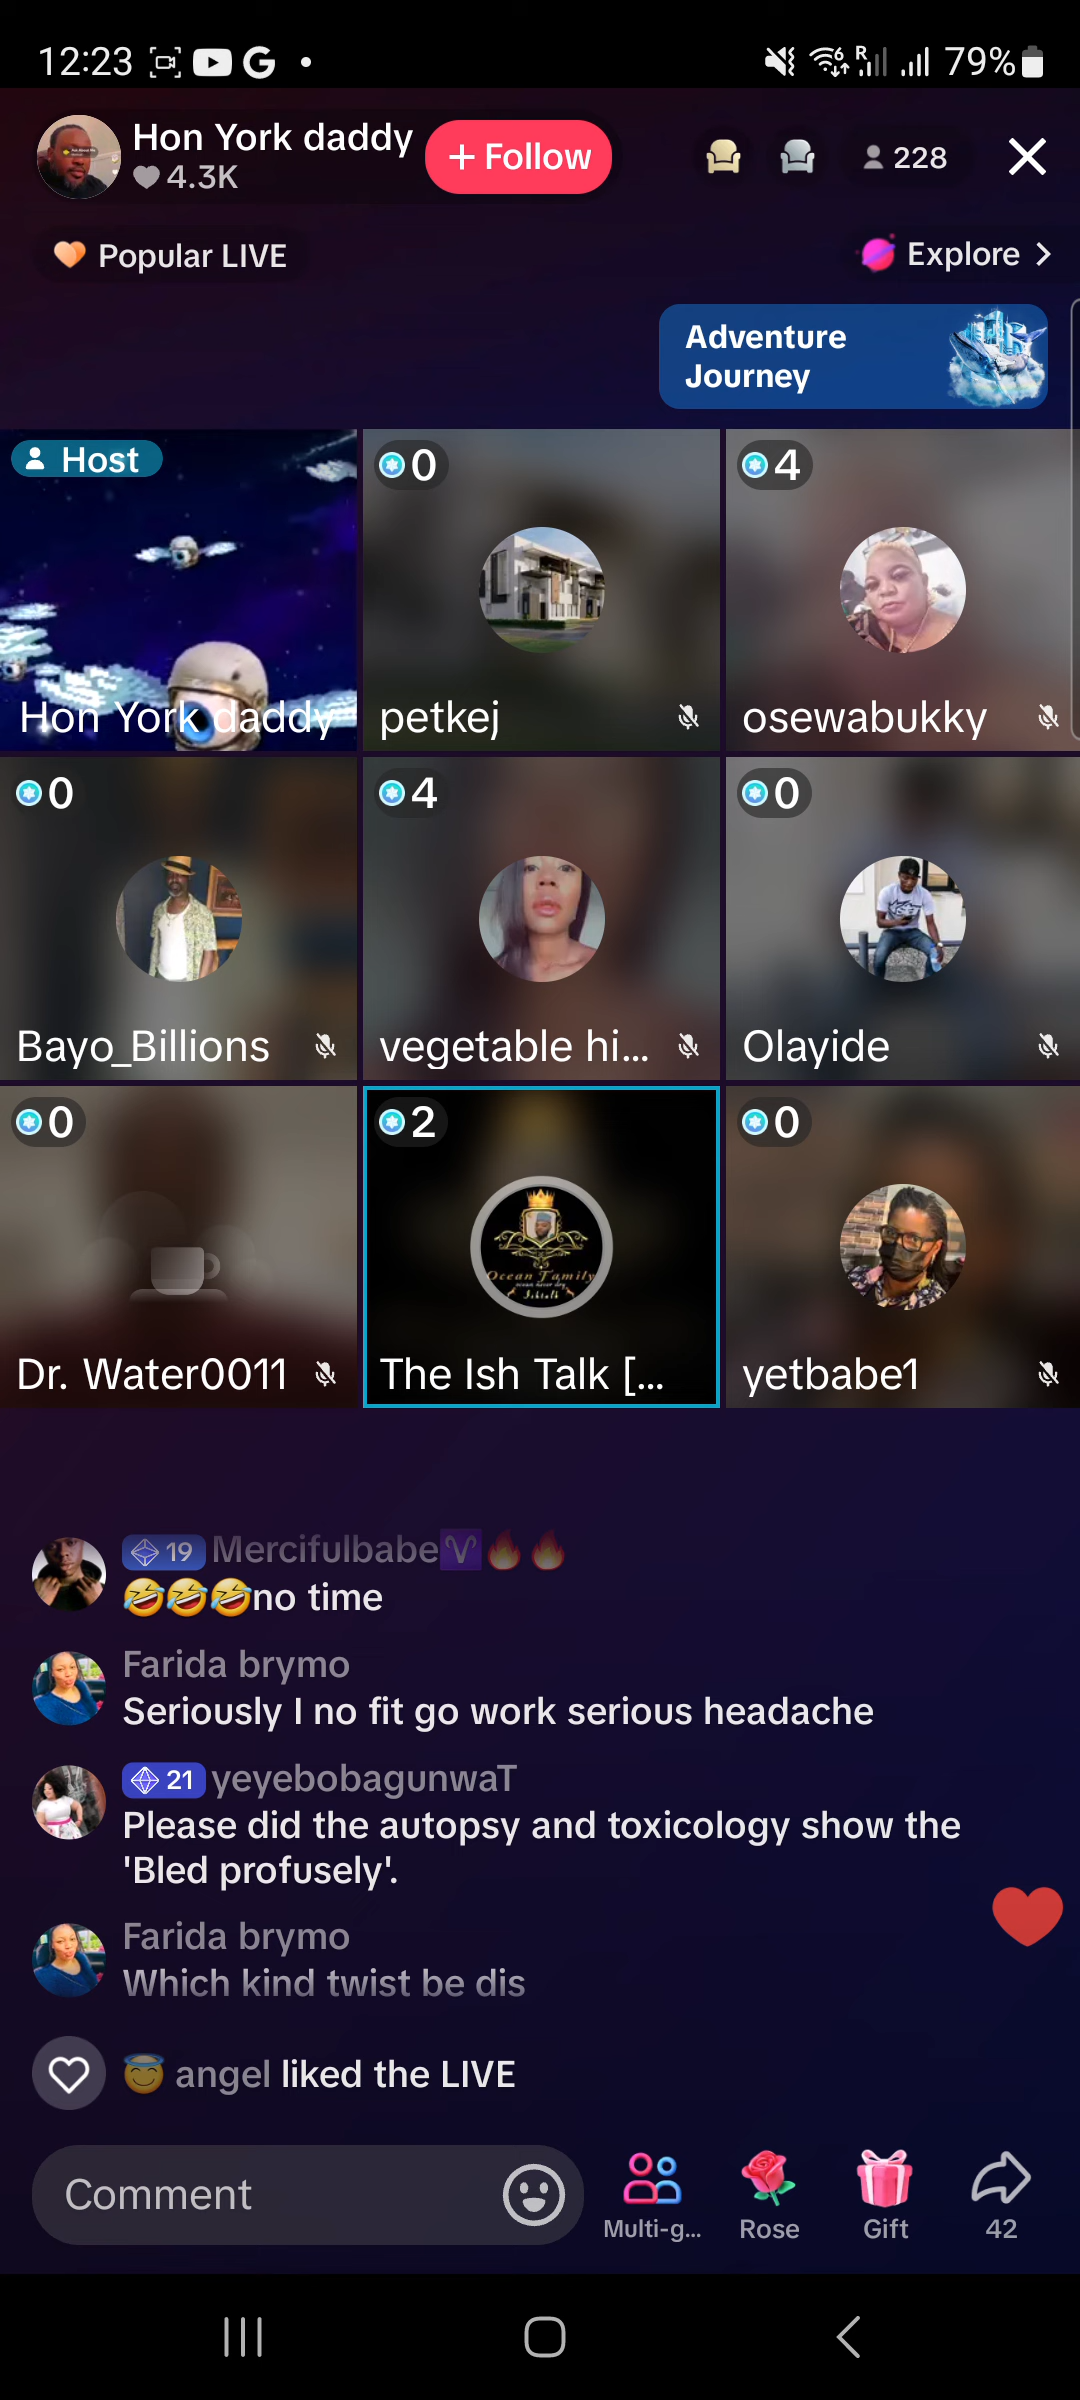 12:23
79%
Hon York daddy
4.3K
+ Follow
228
Popular LIVE
Explore
Adventure
Journey
Host
0
4
Hon York daddy
petkej
osewabukky
0
4
0
Bayo_Billions
vegetable hi...
Olayide
0
2
0
Ocean Family
Dr. Water0011
The Ish Talk [...
yetbabe1
19 Mercifulbabe♈🔥🔥
🤣🤣🤣no time
Farida brymo
Seriously I no fit go work serious headache
21 yeyebobagunwaT
Please did the autopsy and toxicology show the
'Bled profusely'.
Farida brymo
Which kind twist be dis
😇 angel liked the LIVE
Comment
Multi-g...
Rose
Gift
42